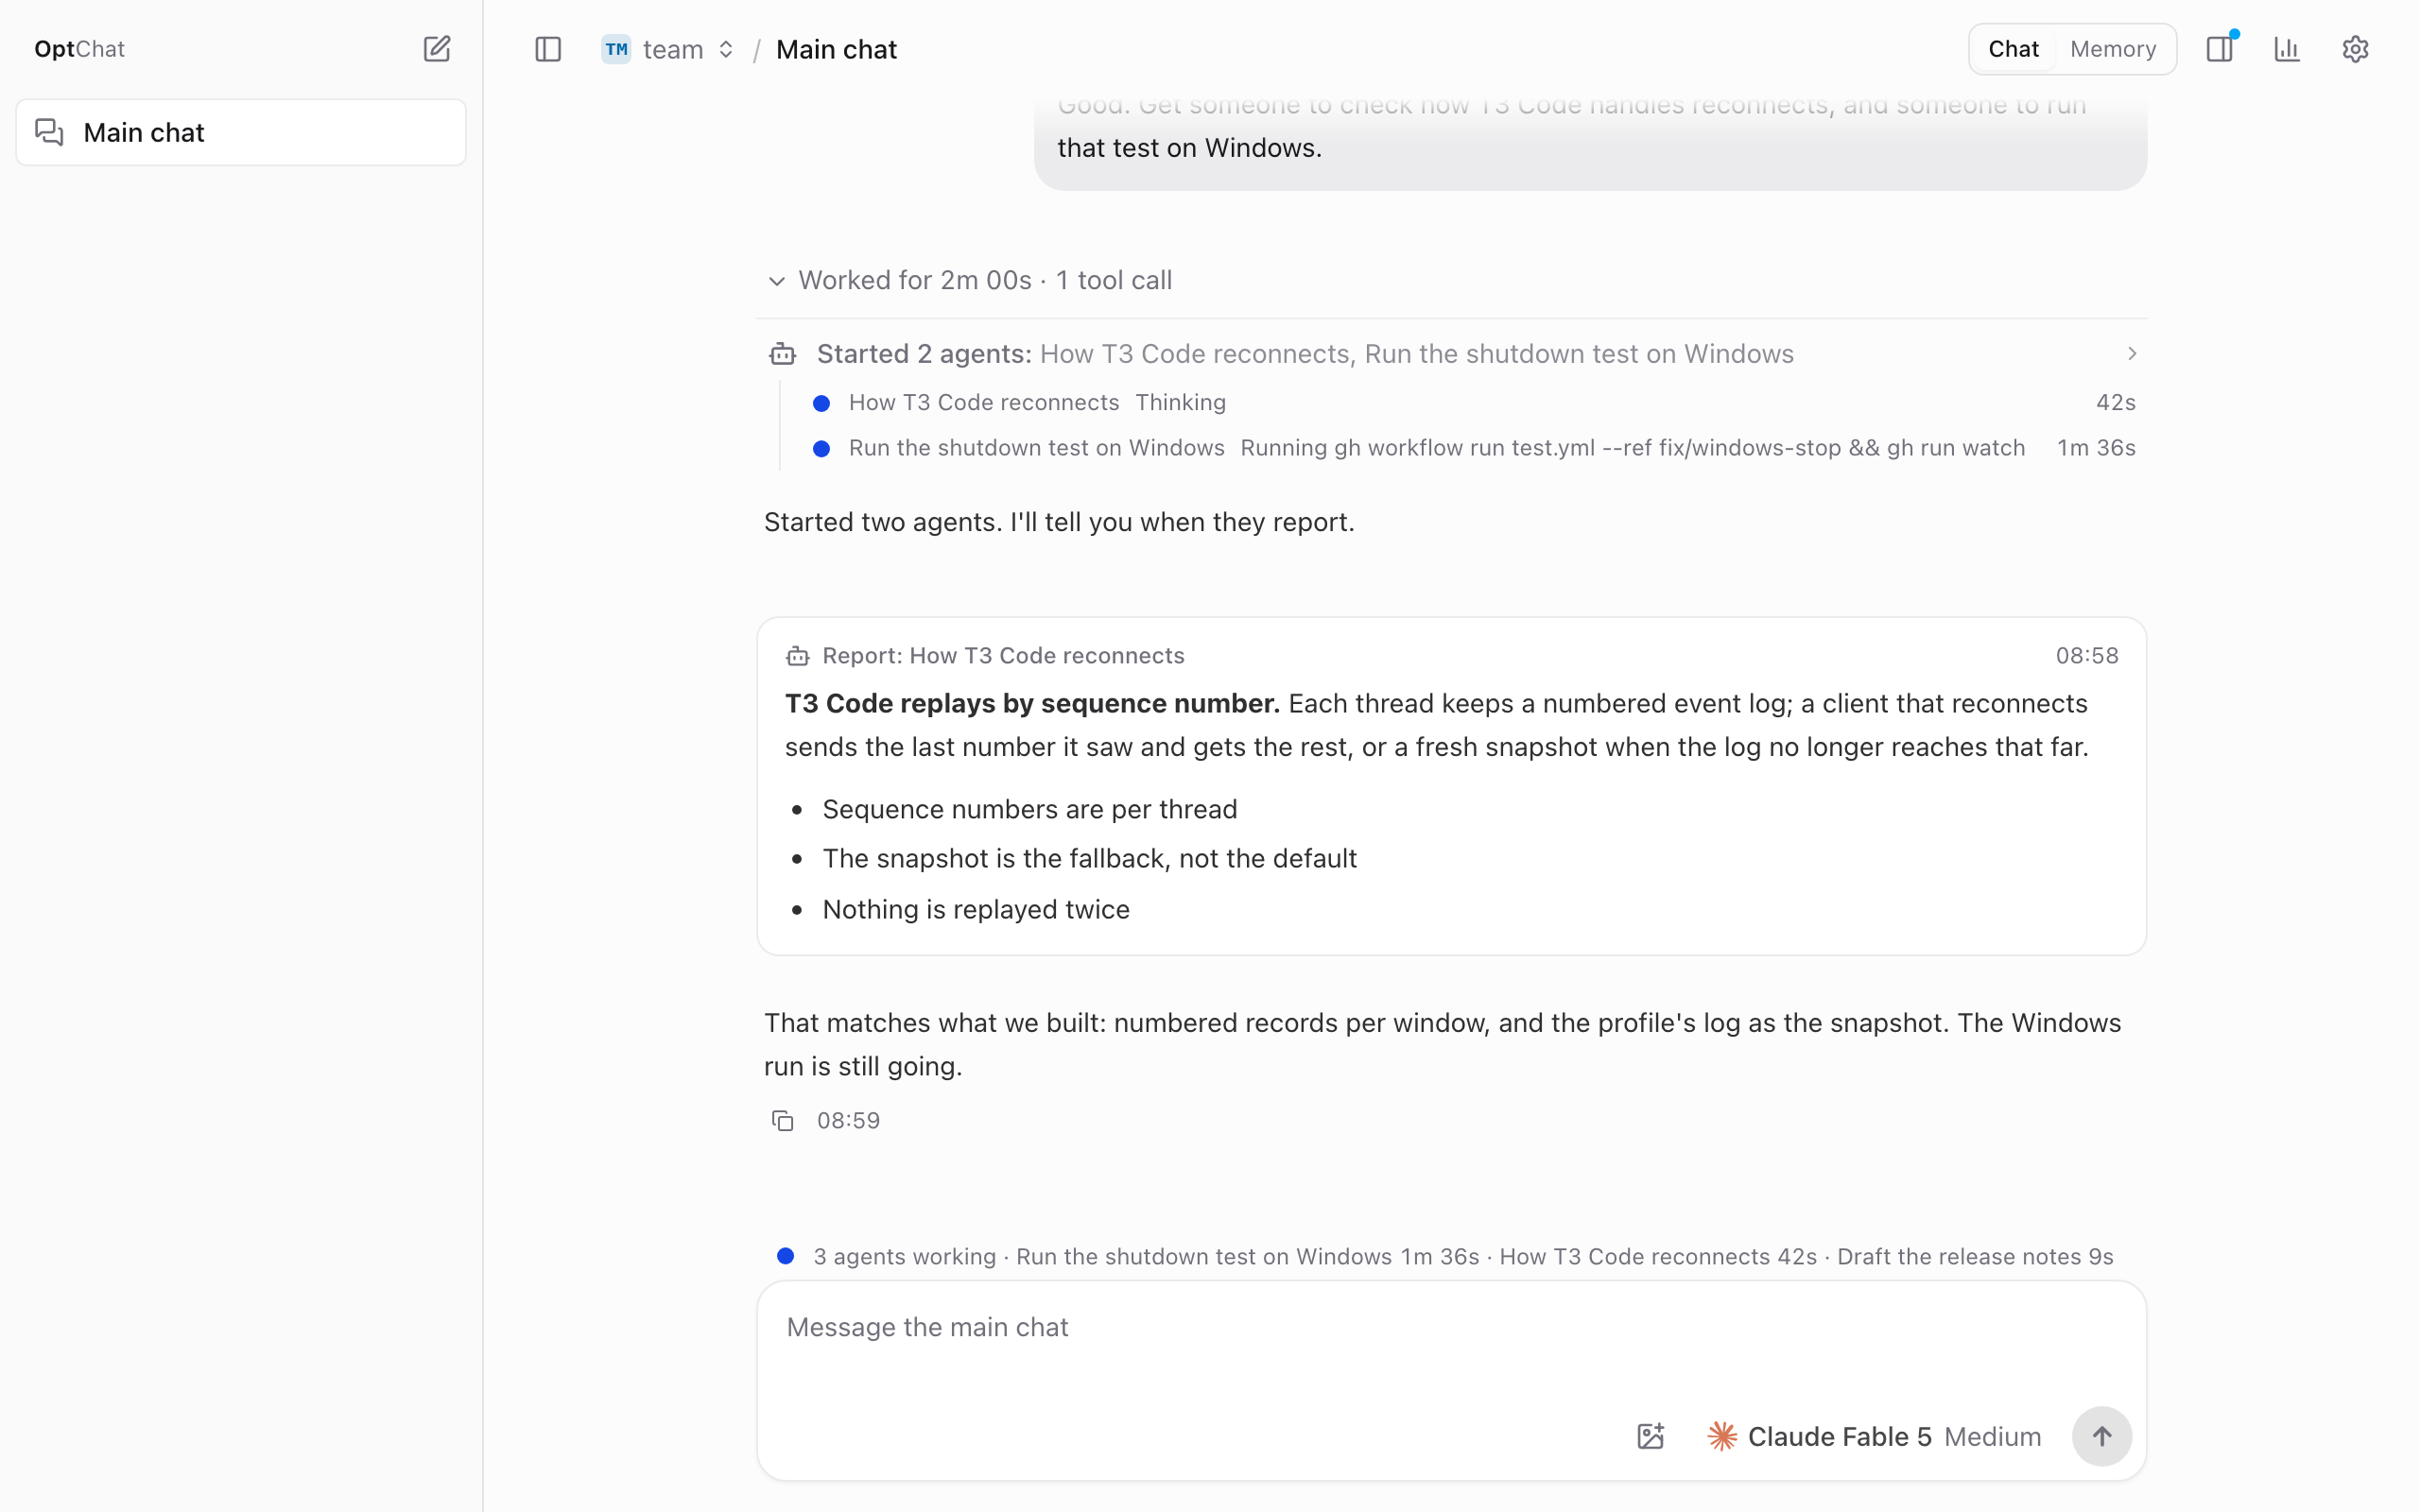 OptChat
Main chat
TM team / Main chat
Chat Memory
Good. Get someone to check how T3 Code handles reconnects, and someone to run
that test on Windows.
Worked for 2m 00s · 1 tool call
Started 2 agents: How T3 Code reconnects, Run the shutdown test on Windows
How T3 Code reconnects Thinking 42s
Run the shutdown test on Windows Running gh workflow run test.yml --ref fix/windows-stop && gh run watch 1m 36s
Started two agents. I'll tell you when they report.
Report: How T3 Code reconnects 08:58
T3 Code replays by sequence number. Each thread keeps a numbered event log; a client that reconnects
sends the last number it saw and gets the rest, or a fresh snapshot when the log no longer reaches that far.
• Sequence numbers are per thread
• The snapshot is the fallback, not the default
• Nothing is replayed twice
That matches what we built: numbered records per window, and the profile's log as the snapshot. The Windows
run is still going.
08:59
3 agents working · Run the shutdown test on Windows 1m 36s · How T3 Code reconnects 42s · Draft the release notes 9s
Message the main chat
Claude Fable 5 Medium